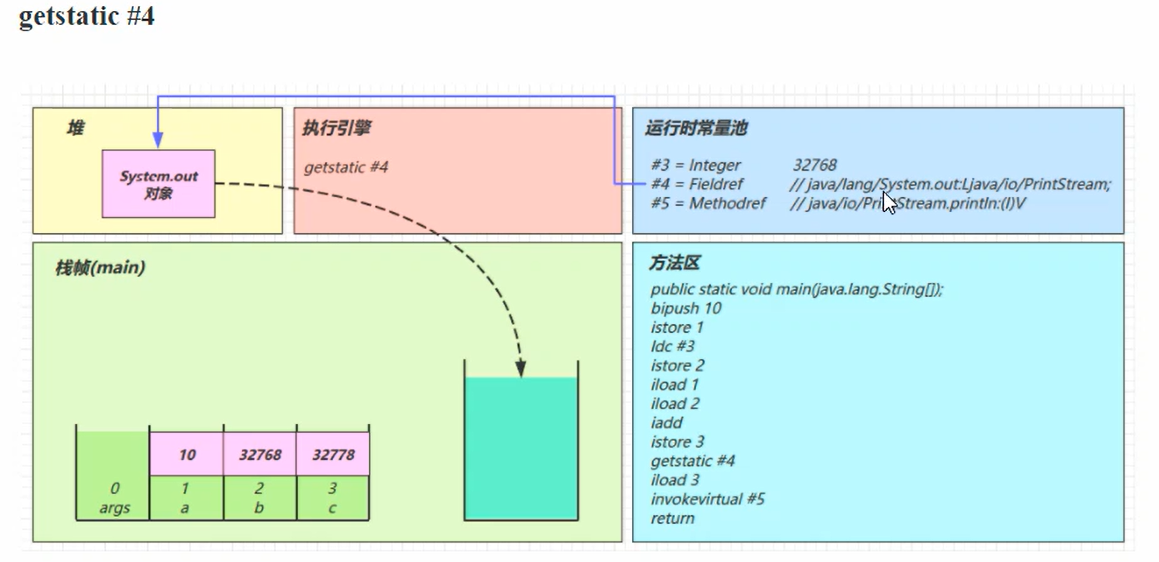 getstatic #4
堆
System.out
对象
执行引擎
getstatic #4
运行时常量池
#3 = Integer 32768
#4 = Fieldref // java/lang/System.out:Ljava/io/PrintStream;
#5 = Methodref // java/io/PrintStream.println:(I)V
栈帧(main)
10 32768 32778
0 1 2 3
args a b c
方法区
public static void main(java.lang.String[]);
bipush 10
istore 1
ldc #3
istore 2
iload 1
iload 2
iadd
istore 3
getstatic #4
iload 3
invokevirtual #5
return